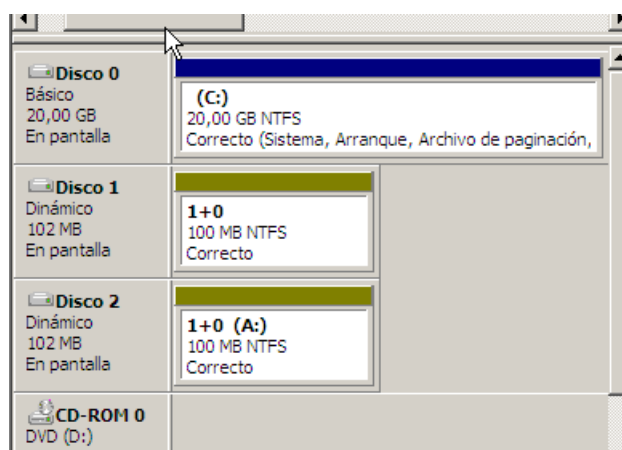 Disco 0
Básico
20,00 GB
En pantalla
(C:)
20,00 GB NTFS
Correcto (Sistema, Arranque, Archivo de paginación,
Disco 1
Dinámico
102 MB
En pantalla
1+0
100 MB NTFS
Correcto
Disco 2
Dinámico
102 MB
En pantalla
1+0 (A:)
100 MB NTFS
Correcto
CD-ROM 0
DVD (D:)